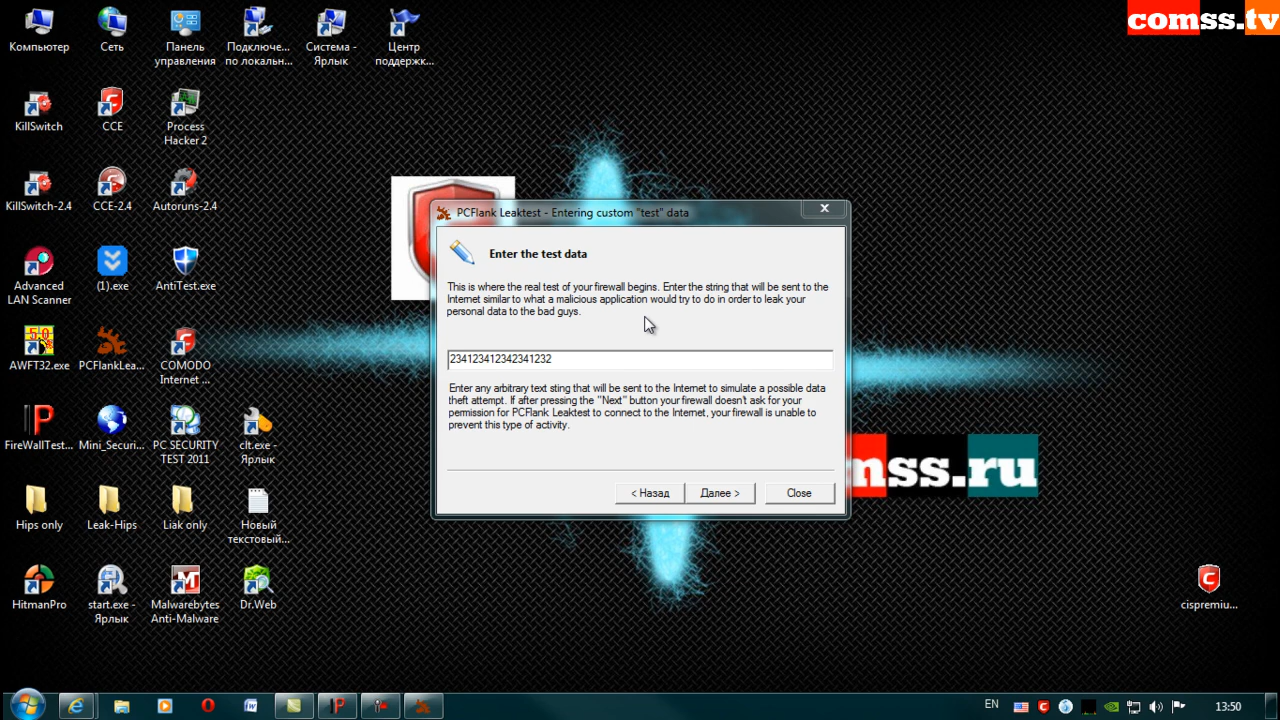 comss.tv
Компьютер
Сеть
Панель
управления
Подключе...
по локальн...
Система -
Ярлык
Центр
поддержк...
KillSwitch
CCE
Process
Hacker 2
KillSwitch-2.4
CCE-2.4
Autoruns-2.4
PCFlank Leaktest - Entering custom "test" data
Enter the test data
This is where the real test of your firewall begins. Enter the string that will be sent to the
Internet similar to what a malicious application would try to do in order to leak your
personal data to the bad guys.
234123412342341232
Enter any arbitrary text sting that will be sent to the Internet to simulate a possible data
theft attempt. If after pressing the "Next" button your firewall doesn't ask for your
permission for PCFlank Leaktest to connect to the Internet, your firewall is unable to
prevent this type of activity.
< Назад
Далее >
Close
Advanced
LAN Scanner
(1).exe
AntiTest.exe
AWFT32.exe
PCFlankLea...
COMODO
Internet ...
FireWallTest...
Mini_Securi...
PC SECURITY
TEST 2011
clt.exe -
Ярлык
mss.ru
Hips only
Leak-Hips
Liak only
Новый
текстовый...
HitmanPro
start.exe -
Ярлык
Malwarebytes
Anti-Malware
Dr.Web
cispremiu...
EN
13:50